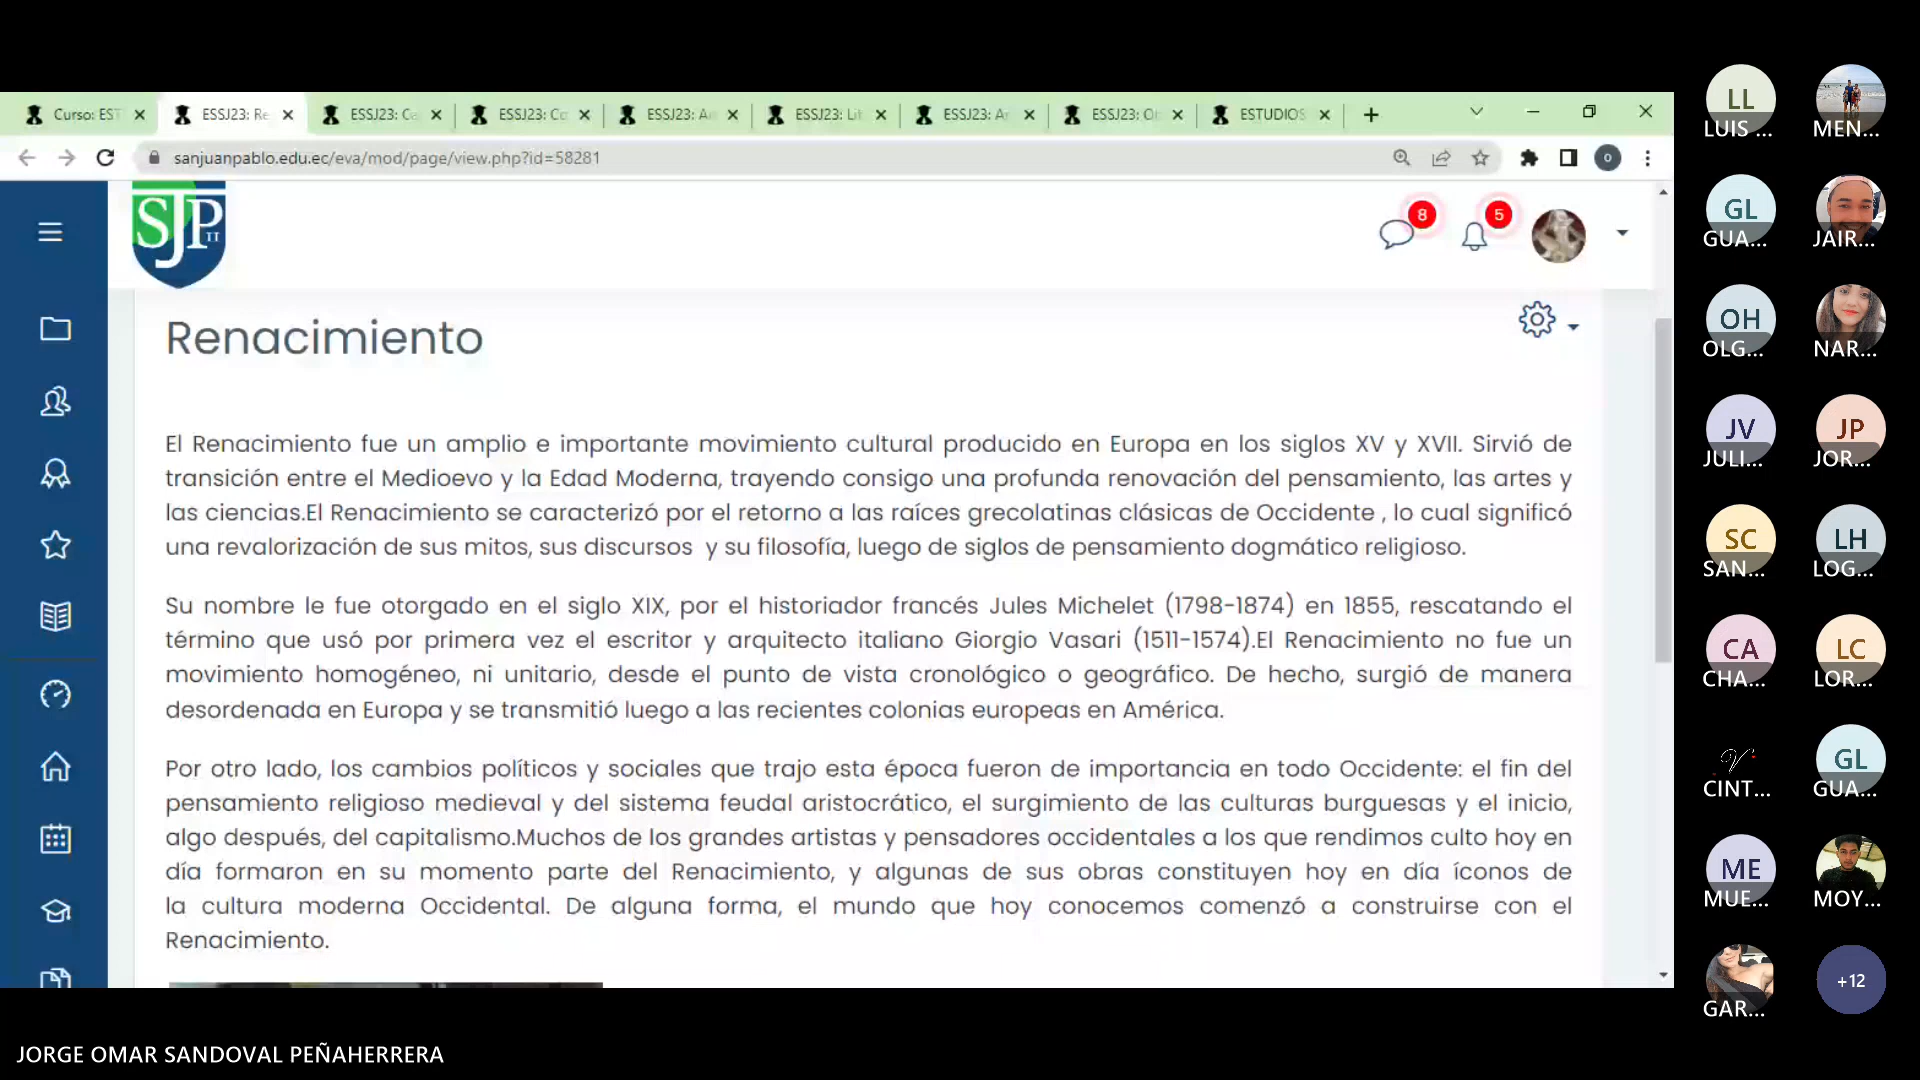 Curso: EST
ESSJ23: Re
ESSJ23: Ce
ESSJ23: Co
ESSJ23: A
ESSJ23: Lit
ESSJ23: A
ESSJ23: O
ESTUDIOS
sanjuanpablo.edu.ec/eva/mod/page/view.php?id=58281
O
SJP II
8
5
Renacimiento
El Renacimiento fue un amplio e importante movimiento cultural producido en Europa en los siglos XV y XVII. Sirvió de
transición entre el Medioevo y la Edad Moderna, trayendo consigo una profunda renovación del pensamiento, las artes y
las ciencias.El Renacimiento se caracterizó por el retorno a las raíces grecolatinas clásicas de Occidente , lo cual significó
una revalorización de sus mitos, sus discursos y su filosofía, luego de siglos de pensamiento dogmático religioso.
Su nombre le fue otorgado en el siglo XIX, por el historiador francés Jules Michelet (1798-1874) en 1855, rescatando el
término que usó por primera vez el escritor y arquitecto italiano Giorgio Vasari (1511-1574).El Renacimiento no fue un
movimiento homogéneo, ni unitario, desde el punto de vista cronológico o geográfico. De hecho, surgió de manera
desordenada en Europa y se transmitió luego a las recientes colonias europeas en América.
Por otro lado, los cambios políticos y sociales que trajo esta época fueron de importancia en todo Occidente: el fin del
pensamiento religioso medieval y del sistema feudal aristocrático, el surgimiento de las culturas burguesas y el inicio,
algo después, del capitalismo.Muchos de los grandes artistas y pensadores occidentales a los que rendimos culto hoy en
día formaron en su momento parte del Renacimiento, y algunas de sus obras constituyen hoy en día íconos de
la cultura moderna Occidental. De alguna forma, el mundo que hoy conocemos comenzó a construirse con el
Renacimiento.
LL
LUIS ...
MEN...
GL
GUA...
JAIR...
OH
OLG...
NAR...
JV
JULI...
JP
JOR...
SC
SAN...
LH
LOG...
CA
CHA...
LC
LOR...
V
CINT...
GL
GUA...
ME
MUE...
MOY...
GAR...
+12
JORGE OMAR SANDOVAL PEÑAHERRERA